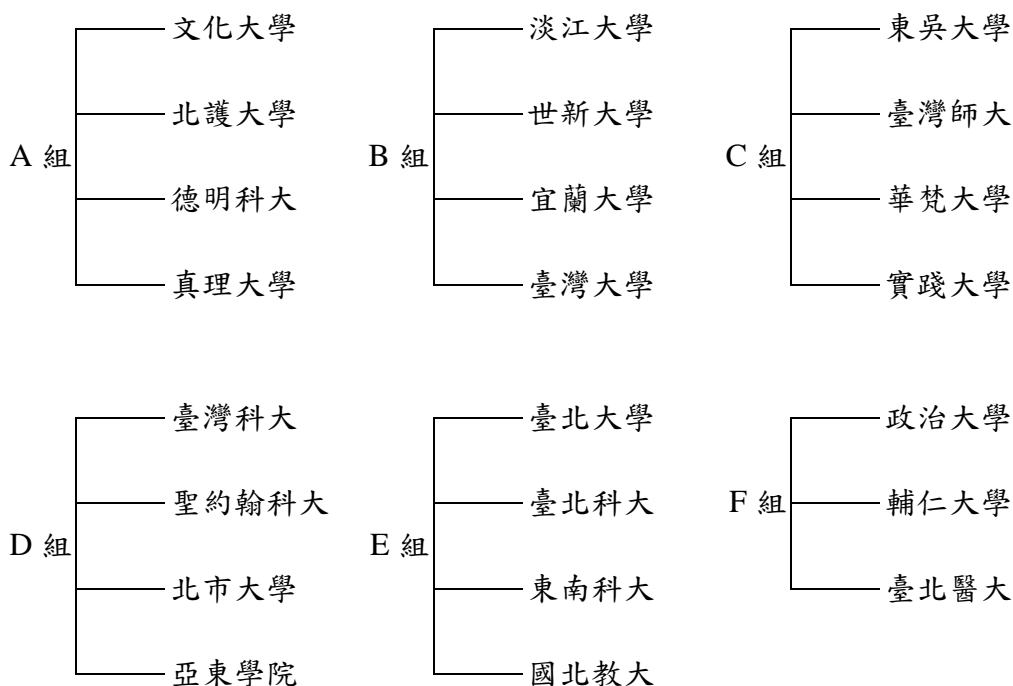 A 組
文化大學
北護大學
德明科大
真理大學
B 組
淡江大學
世新大學
宜蘭大學
臺灣大學
C 組
東吳大學
臺灣師大
華梵大學
實踐大學
D 組
臺灣科大
聖約翰科大
北市大學
亞東學院
E 組
臺北大學
臺北科大
東南科大
國北教大
F 組
政治大學
輔仁大學
臺北醫大